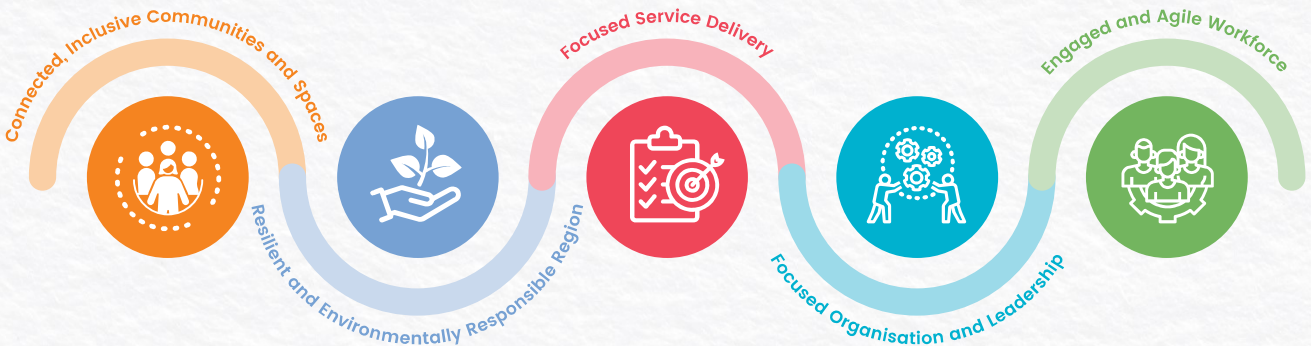 Connected, Inclusive Communities and Spaces
Resilient and Environmentally Responsible Region
Focused Service Delivery
Focused Organisation and Leadership
Engaged and Agile Workforce